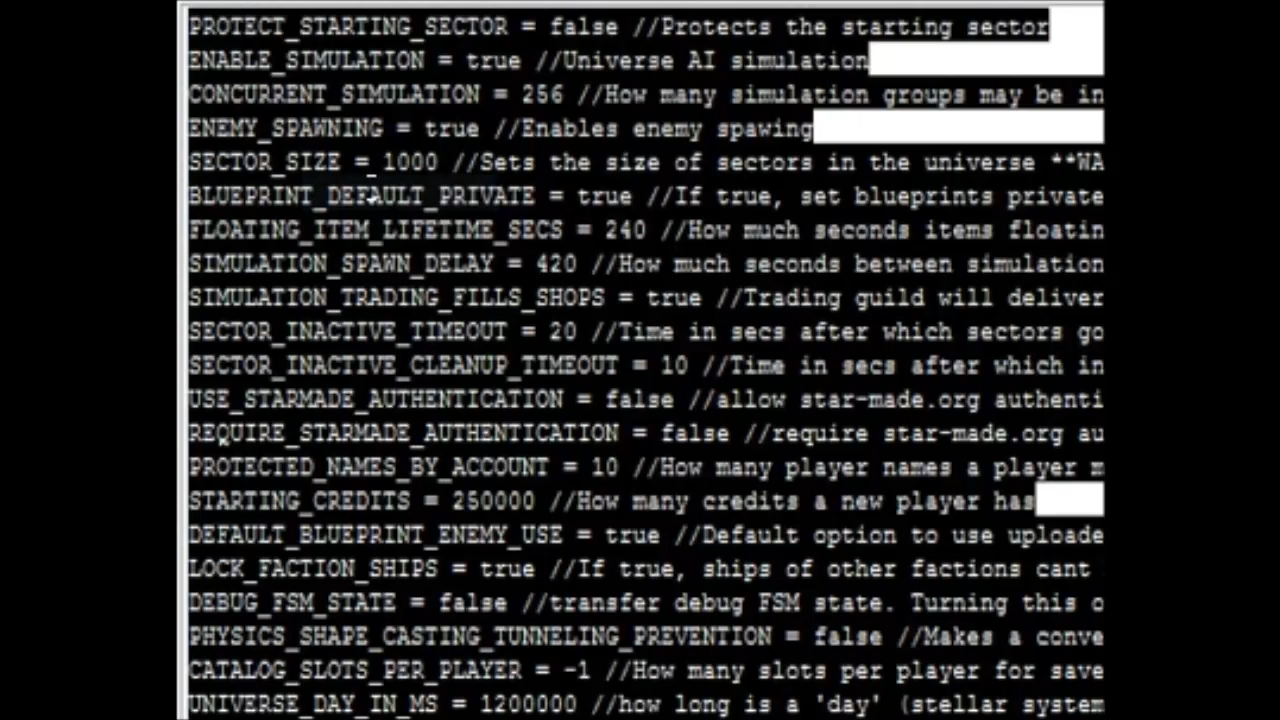 PROTECT_STARTING_SECTOR = false //Protects the starting sector
ENABLE_SIMULATION = true //Universe AI simulation
CONCURRENT_SIMULATION = 256 //How many simulation groups may be in
ENEMY_SPAWNING = true //Enables enemy spawing
SECTOR_SIZE = 1000 //Sets the size of sectors in the universe **WA
BLUEPRINT_DEFAULT_PRIVATE = true //If true, set blueprints private
FLOATING_ITEM_LIFETIME_SECS = 240 //How much seconds items floatin
SIMULATION_SPAWN_DELAY = 420 //How much seconds between simulation
SIMULATION_TRADING_FILLS_SHOPS = true //Trading guild will deliver
SECTOR_INACTIVE_TIMEOUT = 20 //Time in secs after which sectors go
SECTOR_INACTIVE_CLEANUP_TIMEOUT = 10 //Time in secs after which in
USE_STARMADE_AUTHENTICATION = false //allow star-made.org authenti
REQUIRE_STARMADE_AUTHENTICATION = false //require star-made.org au
PROTECTED_NAMES_BY_ACCOUNT = 10 //How many player names a player m
STARTING_CREDITS = 250000 //How many credits a new player has
DEFAULT_BLUEPRINT_ENEMY_USE = true //Default option to use uploade
LOCK_FACTION_SHIPS = true //If true, ships of other factions cant
DEBUG_FSM_STATE = false //transfer debug FSM state. Turning this o
PHYSICS_SHAPE_CASTING_TUNNELING_PREVENTION = false //Makes a conve
CATALOG_SLOTS_PER_PLAYER = -1 //How many slots per player for save
UNIVERSE_DAY_IN_MS = 1200000 //how long is a 'day' (stellar system